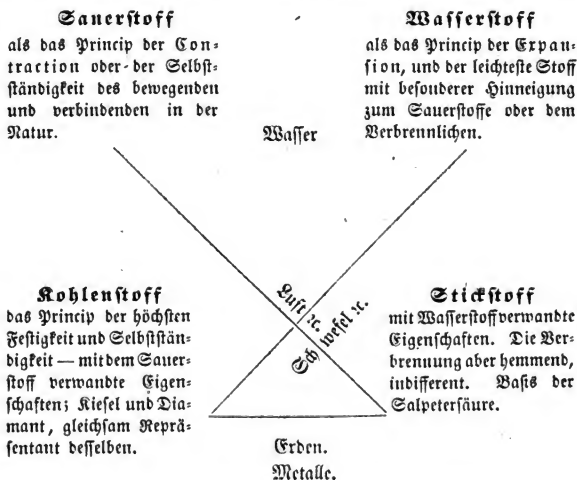 Sauerstoff
als das Princip der Con-
traction oder der Selbst-
ständigkeit des bewegenden
und verbindenden in der
Natur.
Wasserstoff
als das Princip der Expan-
sion, und der leichteste Stoff
mit besonderer Hinneigung
zum Sauerstoffe oder dem
Verbrennlichen.
Wasser
Luft ꝛc.
Schwefel ꝛc.
Kohlenstoff
das Princip der höchsten
Festigkeit und Selbststän-
digkeit — mit dem Sauer-
stoff verwandte Eigen-
schaften; Kiesel und Dia-
mant, gleichsam Reprä-
sentant desselben.
Stickstoff
mit Wasserstoff verwandte
Eigenschaften. Die Ver-
brennung aber hemmend,
indifferent. Basis der
Salpetersäure.
Erden.
Metalle.